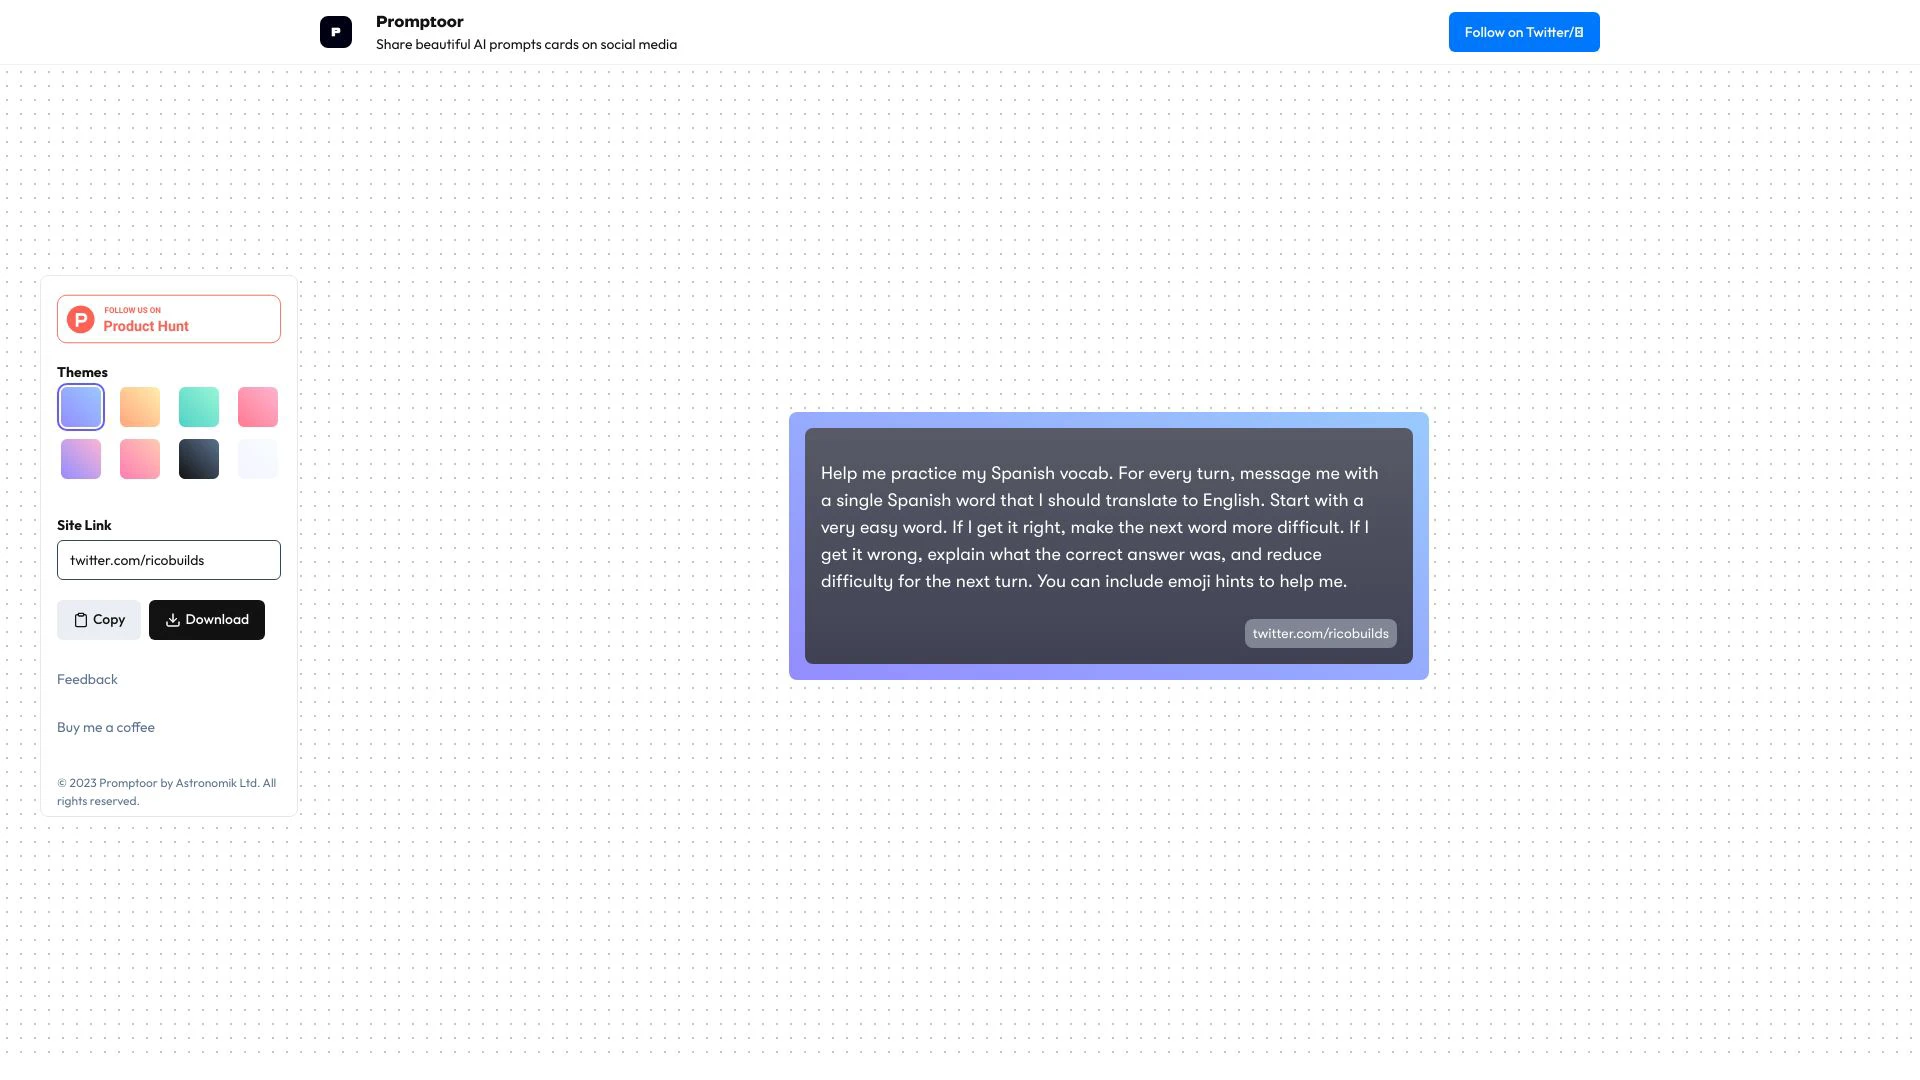 Promptoor
Share beautiful AI prompts cards on social media
Follow on Twitter/
FOLLOW US ON
Product Hunt
Themes
Site Link
twitter.com/ricobuilds
Copy
Download
Feedback
Buy me a coffee
© 2023 Promptoor by Astronomik Ltd. All
rights reserved.
Help me practice my Spanish vocab. For every turn, message me with
a single Spanish word that I should translate to English. Start with a
very easy word. If I get it right, make the next word more difficult. If I
get it wrong, explain what the correct answer was, and reduce
difficulty for the next turn. You can include emoji hints to help me.
twitter.com/ricobuilds